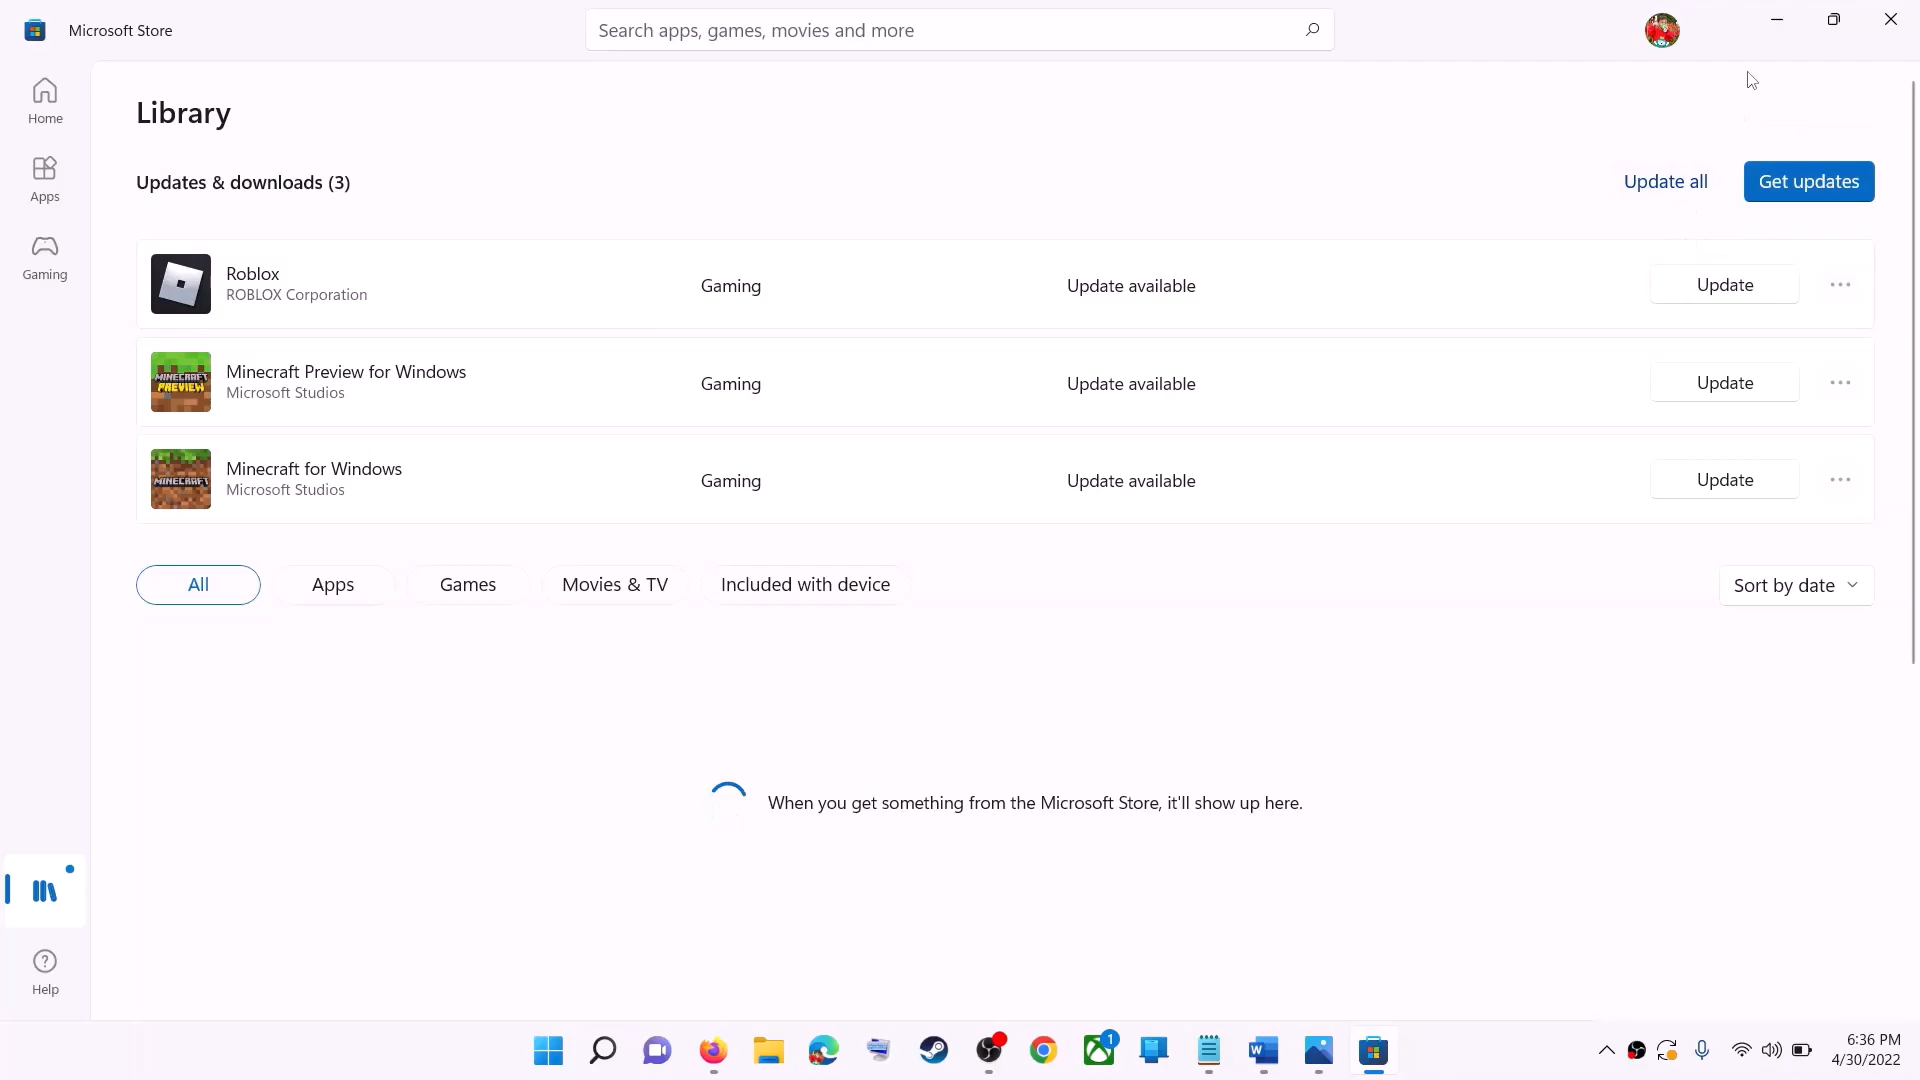 Microsoft Store
Search apps, games, movies and more
Home
Apps
Gaming
Help
Library
Updates & downloads (3)
Update all
Get updates
Roblox
ROBLOX Corporation
Gaming
Update available
Update
MINECRAFT
PREVIEW
Minecraft Preview for Windows
Microsoft Studios
Gaming
Update available
Update
MINECRAFT
Minecraft for Windows
Microsoft Studios
Gaming
Update available
Update
All
Apps
Games
Movies & TV
Included with device
Sort by date
When you get something from the Microsoft Store, it'll show up here.
1
W
6:36 PM
4/30/2022